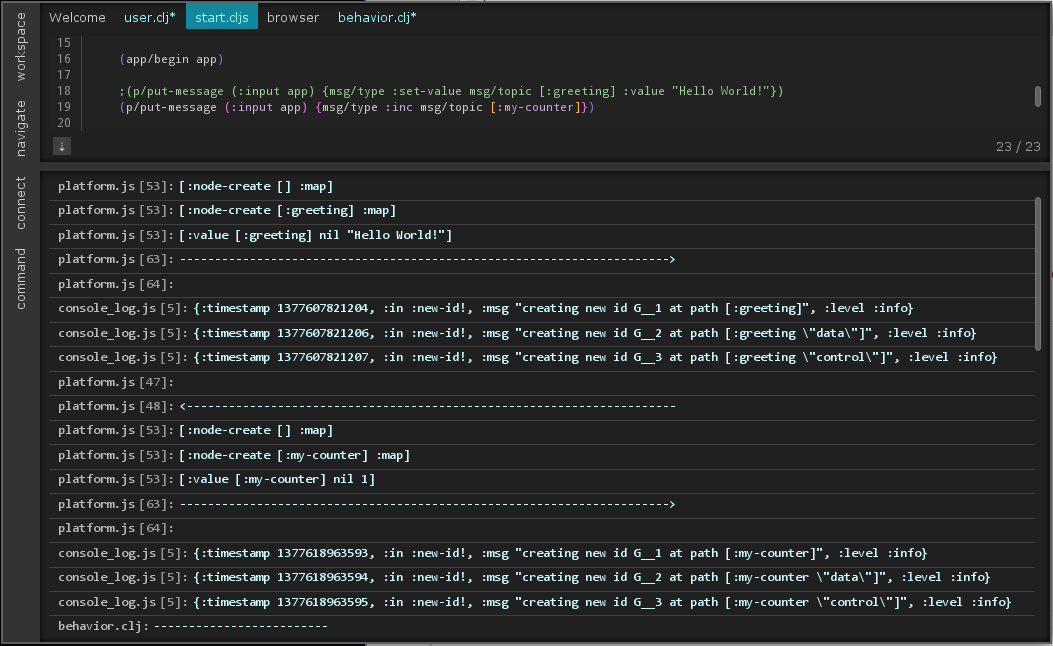 workspace
navigate
connect
command
Welcome user.clj* start.cljs browser behavior.clj*
15
16 (app/begin app)
17
18 ;(p/put-message (:input app) {msg/type :set-value msg/topic [:greeting] :value "Hello World!"})
19 (p/put-message (:input app) {msg/type :inc msg/topic [:my-counter]})
20
↓ 23 / 23
platform.js[53]: [:node-create [] :map]
platform.js[53]: [:node-create [:greeting] :map]
platform.js[53]: [:value [:greeting] nil "Hello World!"]
platform.js[63]: ---------------------------------------------------------------------->
platform.js[64]:
console_log.js[5]: {:timestamp 1377607821204, :in :new-id!, :msg "creating new id G__1 at path [:greeting]", :level :info}
console_log.js[5]: {:timestamp 1377607821206, :in :new-id!, :msg "creating new id G__2 at path [:greeting \"data\"]", :level :info}
console_log.js[5]: {:timestamp 1377607821207, :in :new-id!, :msg "creating new id G__3 at path [:greeting \"control\"]", :level :info}
platform.js[47]:
platform.js[48]: <----------------------------------------------------------------------
platform.js[53]: [:node-create [] :map]
platform.js[53]: [:node-create [:my-counter] :map]
platform.js[53]: [:value [:my-counter] nil 1]
platform.js[63]: ---------------------------------------------------------------------->
platform.js[64]:
console_log.js[5]: {:timestamp 1377618963593, :in :new-id!, :msg "creating new id G__1 at path [:my-counter]", :level :info}
console_log.js[5]: {:timestamp 1377618963594, :in :new-id!, :msg "creating new id G__2 at path [:my-counter \"data\"]", :level :info}
console_log.js[5]: {:timestamp 1377618963595, :in :new-id!, :msg "creating new id G__3 at path [:my-counter \"control\"]", :level :info}
behavior.clj: -------------------------